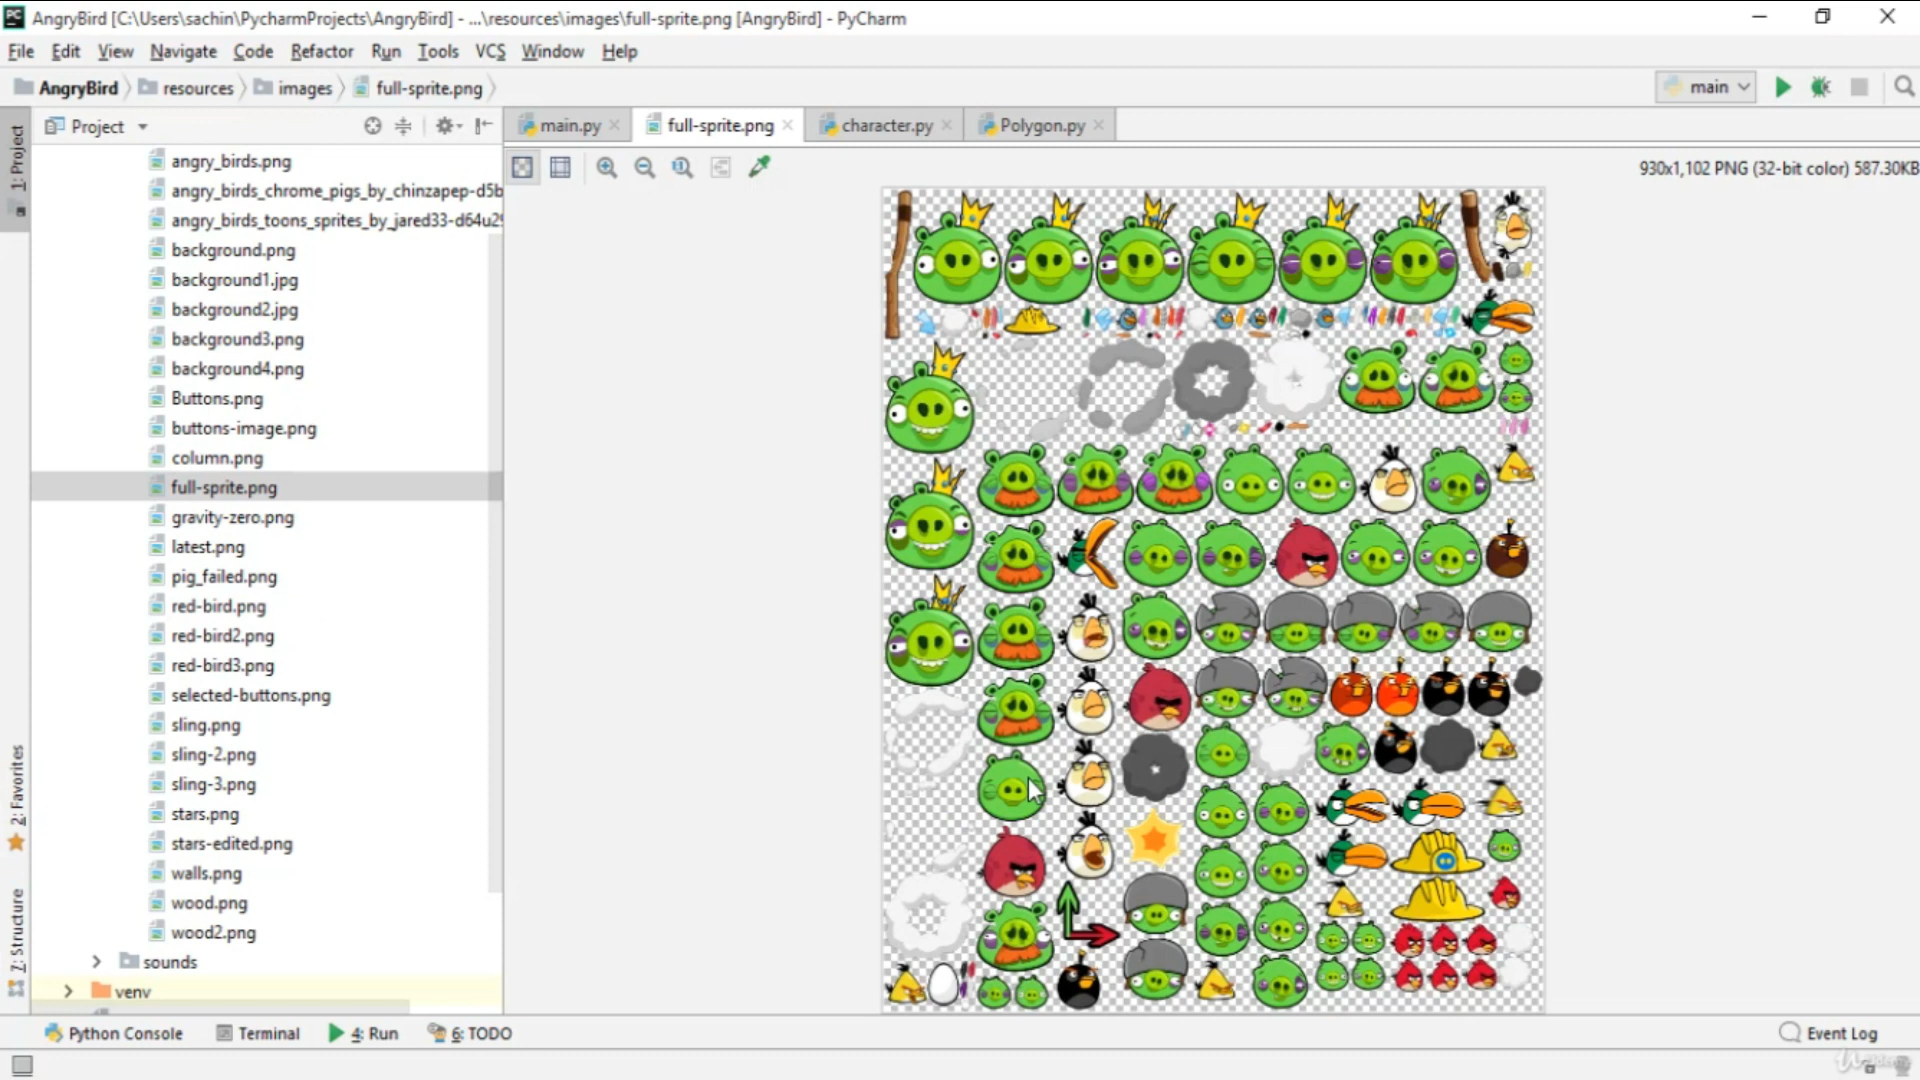 AngryBird [C:\Users\sachin\PycharmProjects\AngryBird] - ...\resources\images\full-sprite.png [AngryBird] - PyCharm
File Edit View Navigate Code Refactor Run Tools VCS Window Help
AngryBird resources images full-sprite.png
main
1: Project
Project
main.py full-sprite.png character.py Polygon.py
930x1,102 PNG (32-bit color) 587.30KB
angry_birds.png
angry_birds_chrome_pigs_by_chinzapep-d5b
angry_birds_toons_sprites_by_jared33-d64u2
background.png
background1.jpg
background2.jpg
background3.png
background4.png
Buttons.png
buttons-image.png
column.png
full-sprite.png
gravity-zero.png
latest.png
pig_failed.png
red-bird.png
red-bird2.png
red-bird3.png
selected-buttons.png
sling.png
sling-2.png
sling-3.png
stars.png
stars-edited.png
walls.png
wood.png
wood2.png
sounds
venv
2: Favorites
7: Structure
Python Console Terminal 4: Run 6: TODO
Event Log